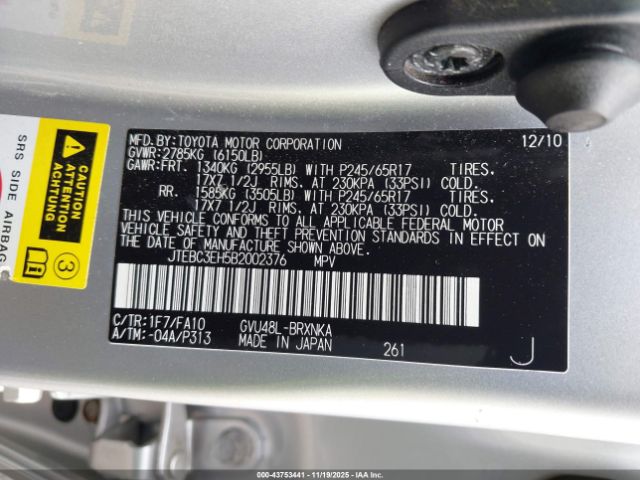 MFD.BY:TOYOTA MOTOR CORPORATION 12/10
GVWR:2785KG (6150LB)
GAWR:FRT. 1340KG (2955LB) WITH P245/65R17 TIRES.
17X7 1/2J RIMS. AT 230KPA (33PSI) COLD.
RR. 1585KG (3505LB) WITH P245/65R17 TIRES.
17X7 1/2J RIMS. AT 230KPA (33PSI) COLD.
THIS VEHICLE CONFORMS TO ALL APPLICABLE FEDERAL MOTOR
VEHICLE SAFETY AND THEFT PREVENTION STANDARDS IN EFFECT ON
THE DATE OF MANUFACTURE SHOWN ABOVE.
JTEBC3EH5B2002376 MPV
C/TR:1F7/FA10 GVU48L-BRXNKA
A/TM:-04A/P313 MADE IN JAPAN 261 J
SRS SIDE AIRBAG
CAUTION
ATTENTION
ACHTUNG
3
000-43753441 - 11/19/2025 - IAAI.COM